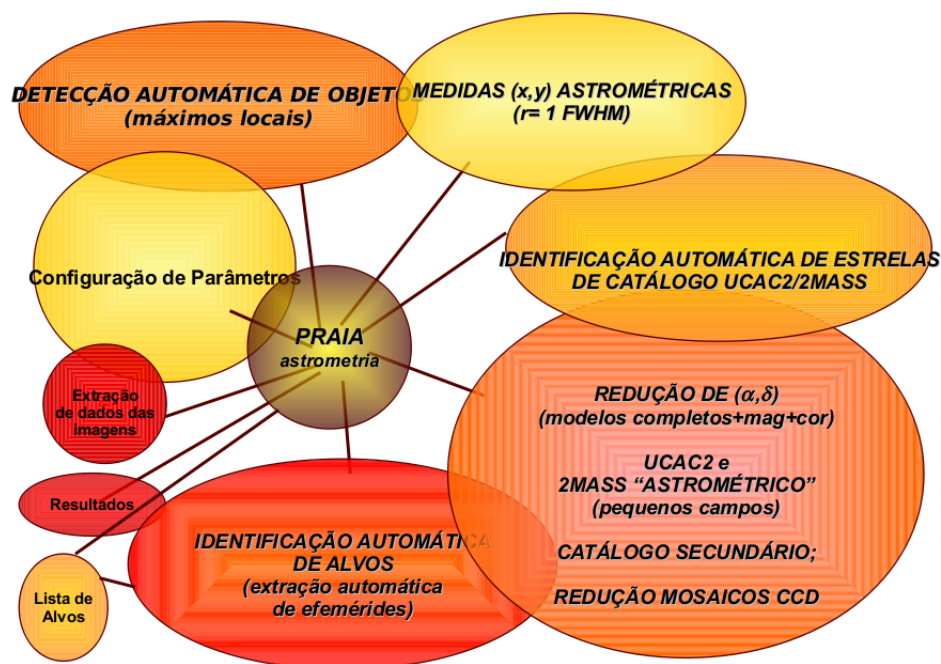 DETECÇÃO AUTOMÁTICA DE OBJETOS
(máximos locais)
MEDIDAS (x,y) ASTROMÉTRICAS
(r= 1 FWHM)
Configuração de Parâmetros
IDENTIFICAÇÃO AUTOMÁTICA DE ESTRELAS
DE CATÁLOGO UCAC2/2MASS
PRAIA
astrometria
Extração
de dados das
imagens
REDUÇÃO DE (α,δ)
(modelos completos+mag+cor)
UCAC2 e
2MASS “ASTROMÉTRICO”
(pequenos campos)
CATÁLOGO SECUNDÁRIO;
REDUÇÃO MOSAICOS CCD
Resultados
IDENTIFICAÇÃO AUTOMÁTICA
DE ALVOS
(extração automática
de efemérides)
Lista de
Alvos